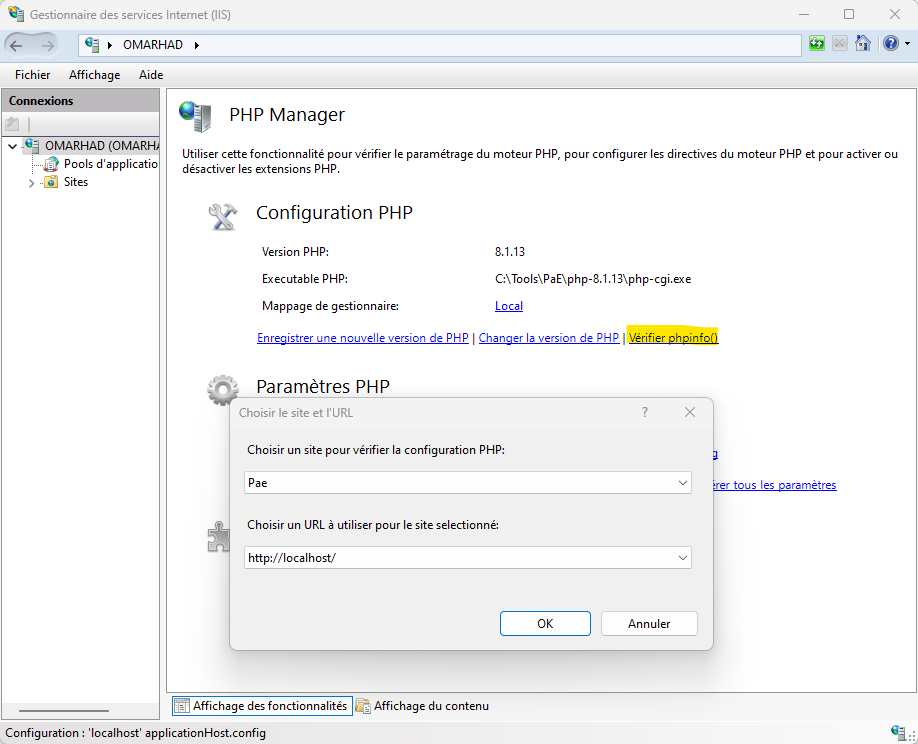 Gestionnaire des services Internet (IIS)
OMARHAD
Fichier Affichage Aide
Connexions
OMARHAD (OMARHA
Pools d'applicatio
Sites
PHP Manager
Utiliser cette fonctionnalité pour vérifier le paramétrage du moteur PHP, pour configurer les directives du moteur PHP et pour activer ou
désactiver les extensions PHP.
Configuration PHP
Version PHP: 8.1.13
Executable PHP: C:\Tools\PaE\php-8.1.13\php-cgi.exe
Mappage de gestionnaire: Local
Enregistrer une nouvelle version de PHP | Changer la version de PHP | Vérifier phpinfo()
Paramètres PHP
Choisir le site et l'URL ?
Choisir un site pour vérifier la configuration PHP:
Pae
érer tous les paramètres
Choisir un URL à utiliser pour le site selectionné:
http://localhost/
OK Annuler
Affichage des fonctionnalités Affichage du contenu
Configuration : 'localhost' applicationHost.config